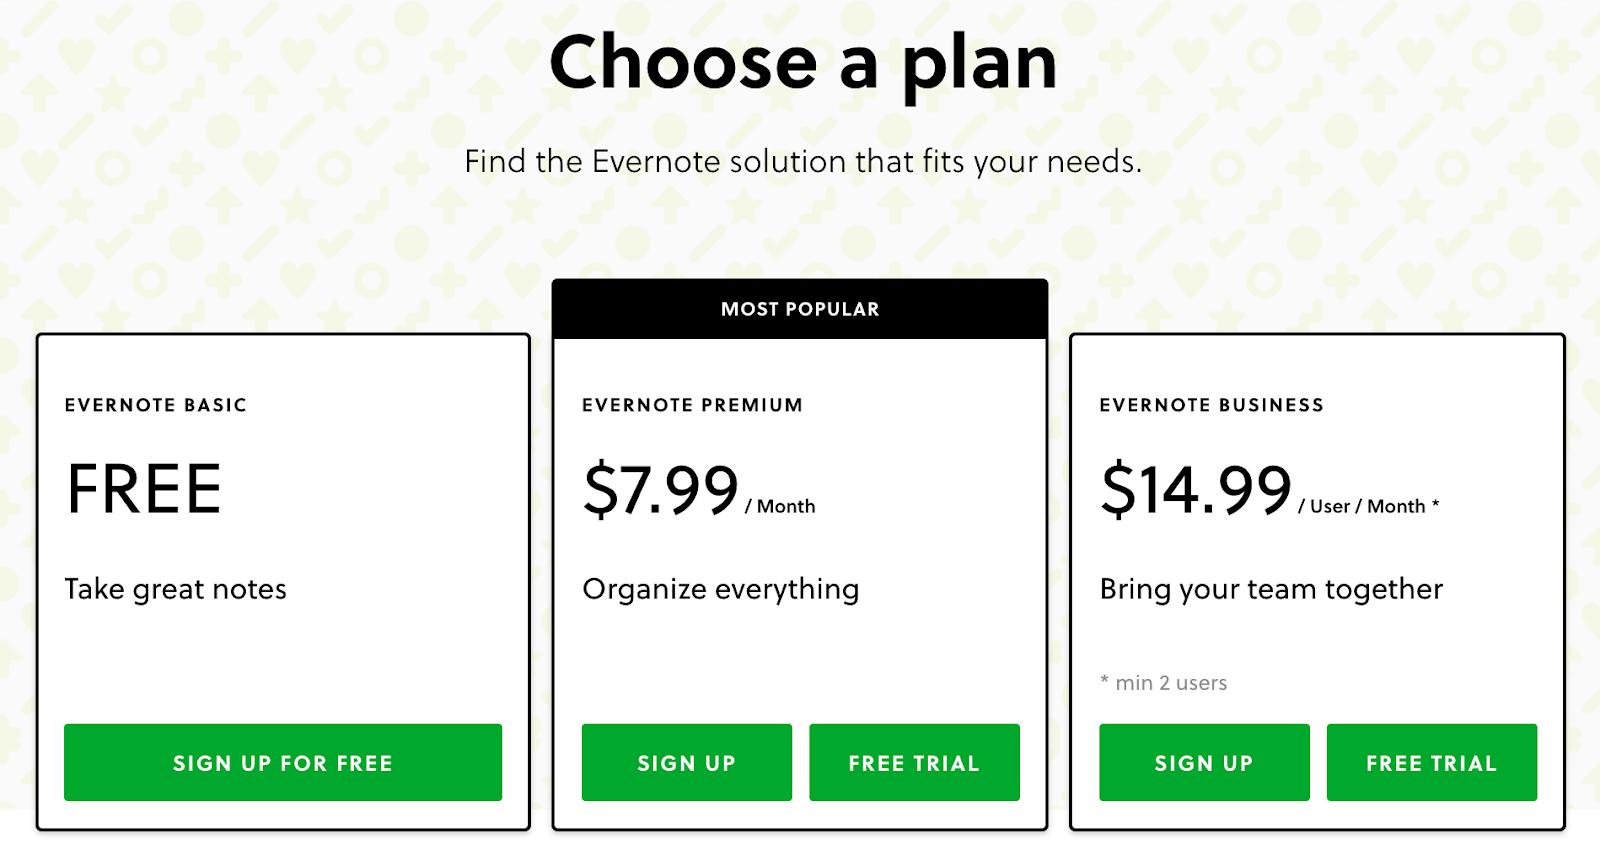 Choose a plan
Find the Evernote solution that fits your needs.
EVERNOTE BASIC
FREE
Take great notes
SIGN UP FOR FREE
MOST POPULAR
EVERNOTE PREMIUM
$7.99 / Month
Organize everything
SIGN UP
FREE TRIAL
EVERNOTE BUSINESS
$14.99 / User / Month *
Bring your team together
* min 2 users
SIGN UP
FREE TRIAL